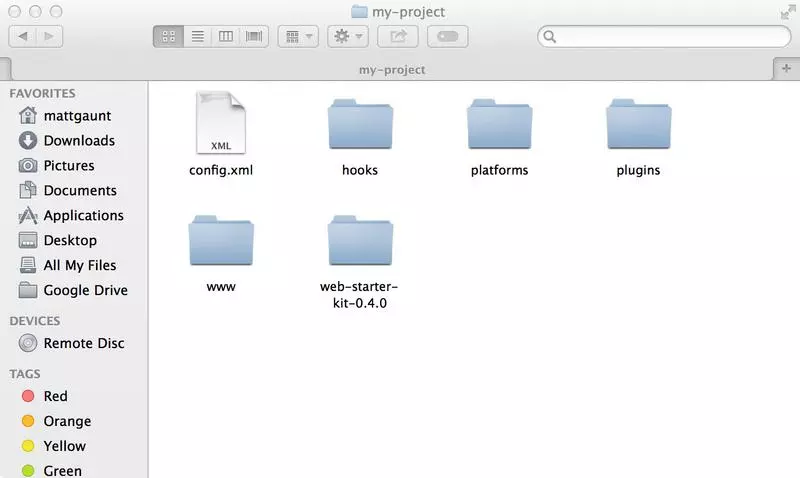 my-project
my-project
FAVORITES
mattgaunt
Downloads
Pictures
Documents
Applications
Desktop
All My Files
Google Drive
DEVICES
Remote Disc
TAGS
Red
Orange
Yellow
Green
XML
config.xml
hooks
platforms
plugins
www
web-starter-
kit-0.4.0